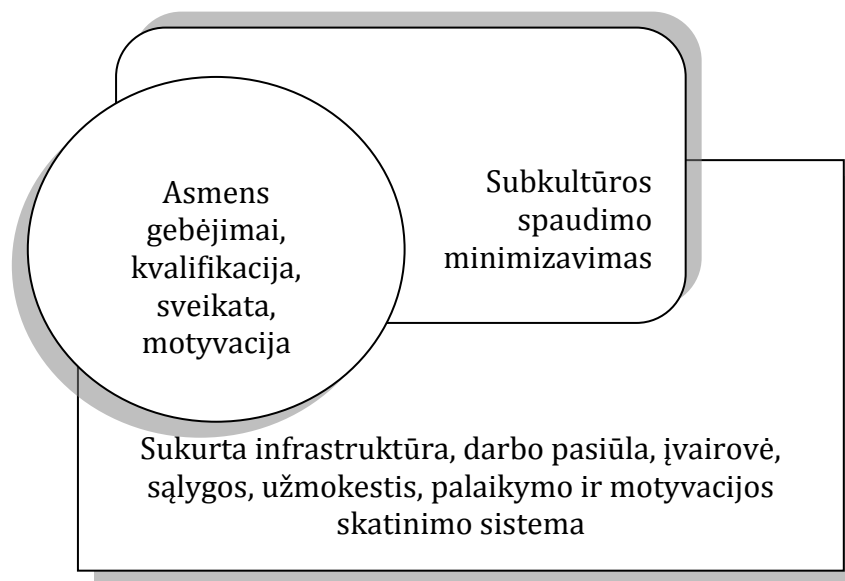 Asmens
gebėjimai,
kvalifikacija,
sveikata,
motyvacija
Subkultūros
spaudimo
minimizavimas
Sukurta infrastruktūra, darbo pasiūla, įvairovė,
sąlygos, užmokestis, palaikymo ir motyvacijos
skatinimo sistema